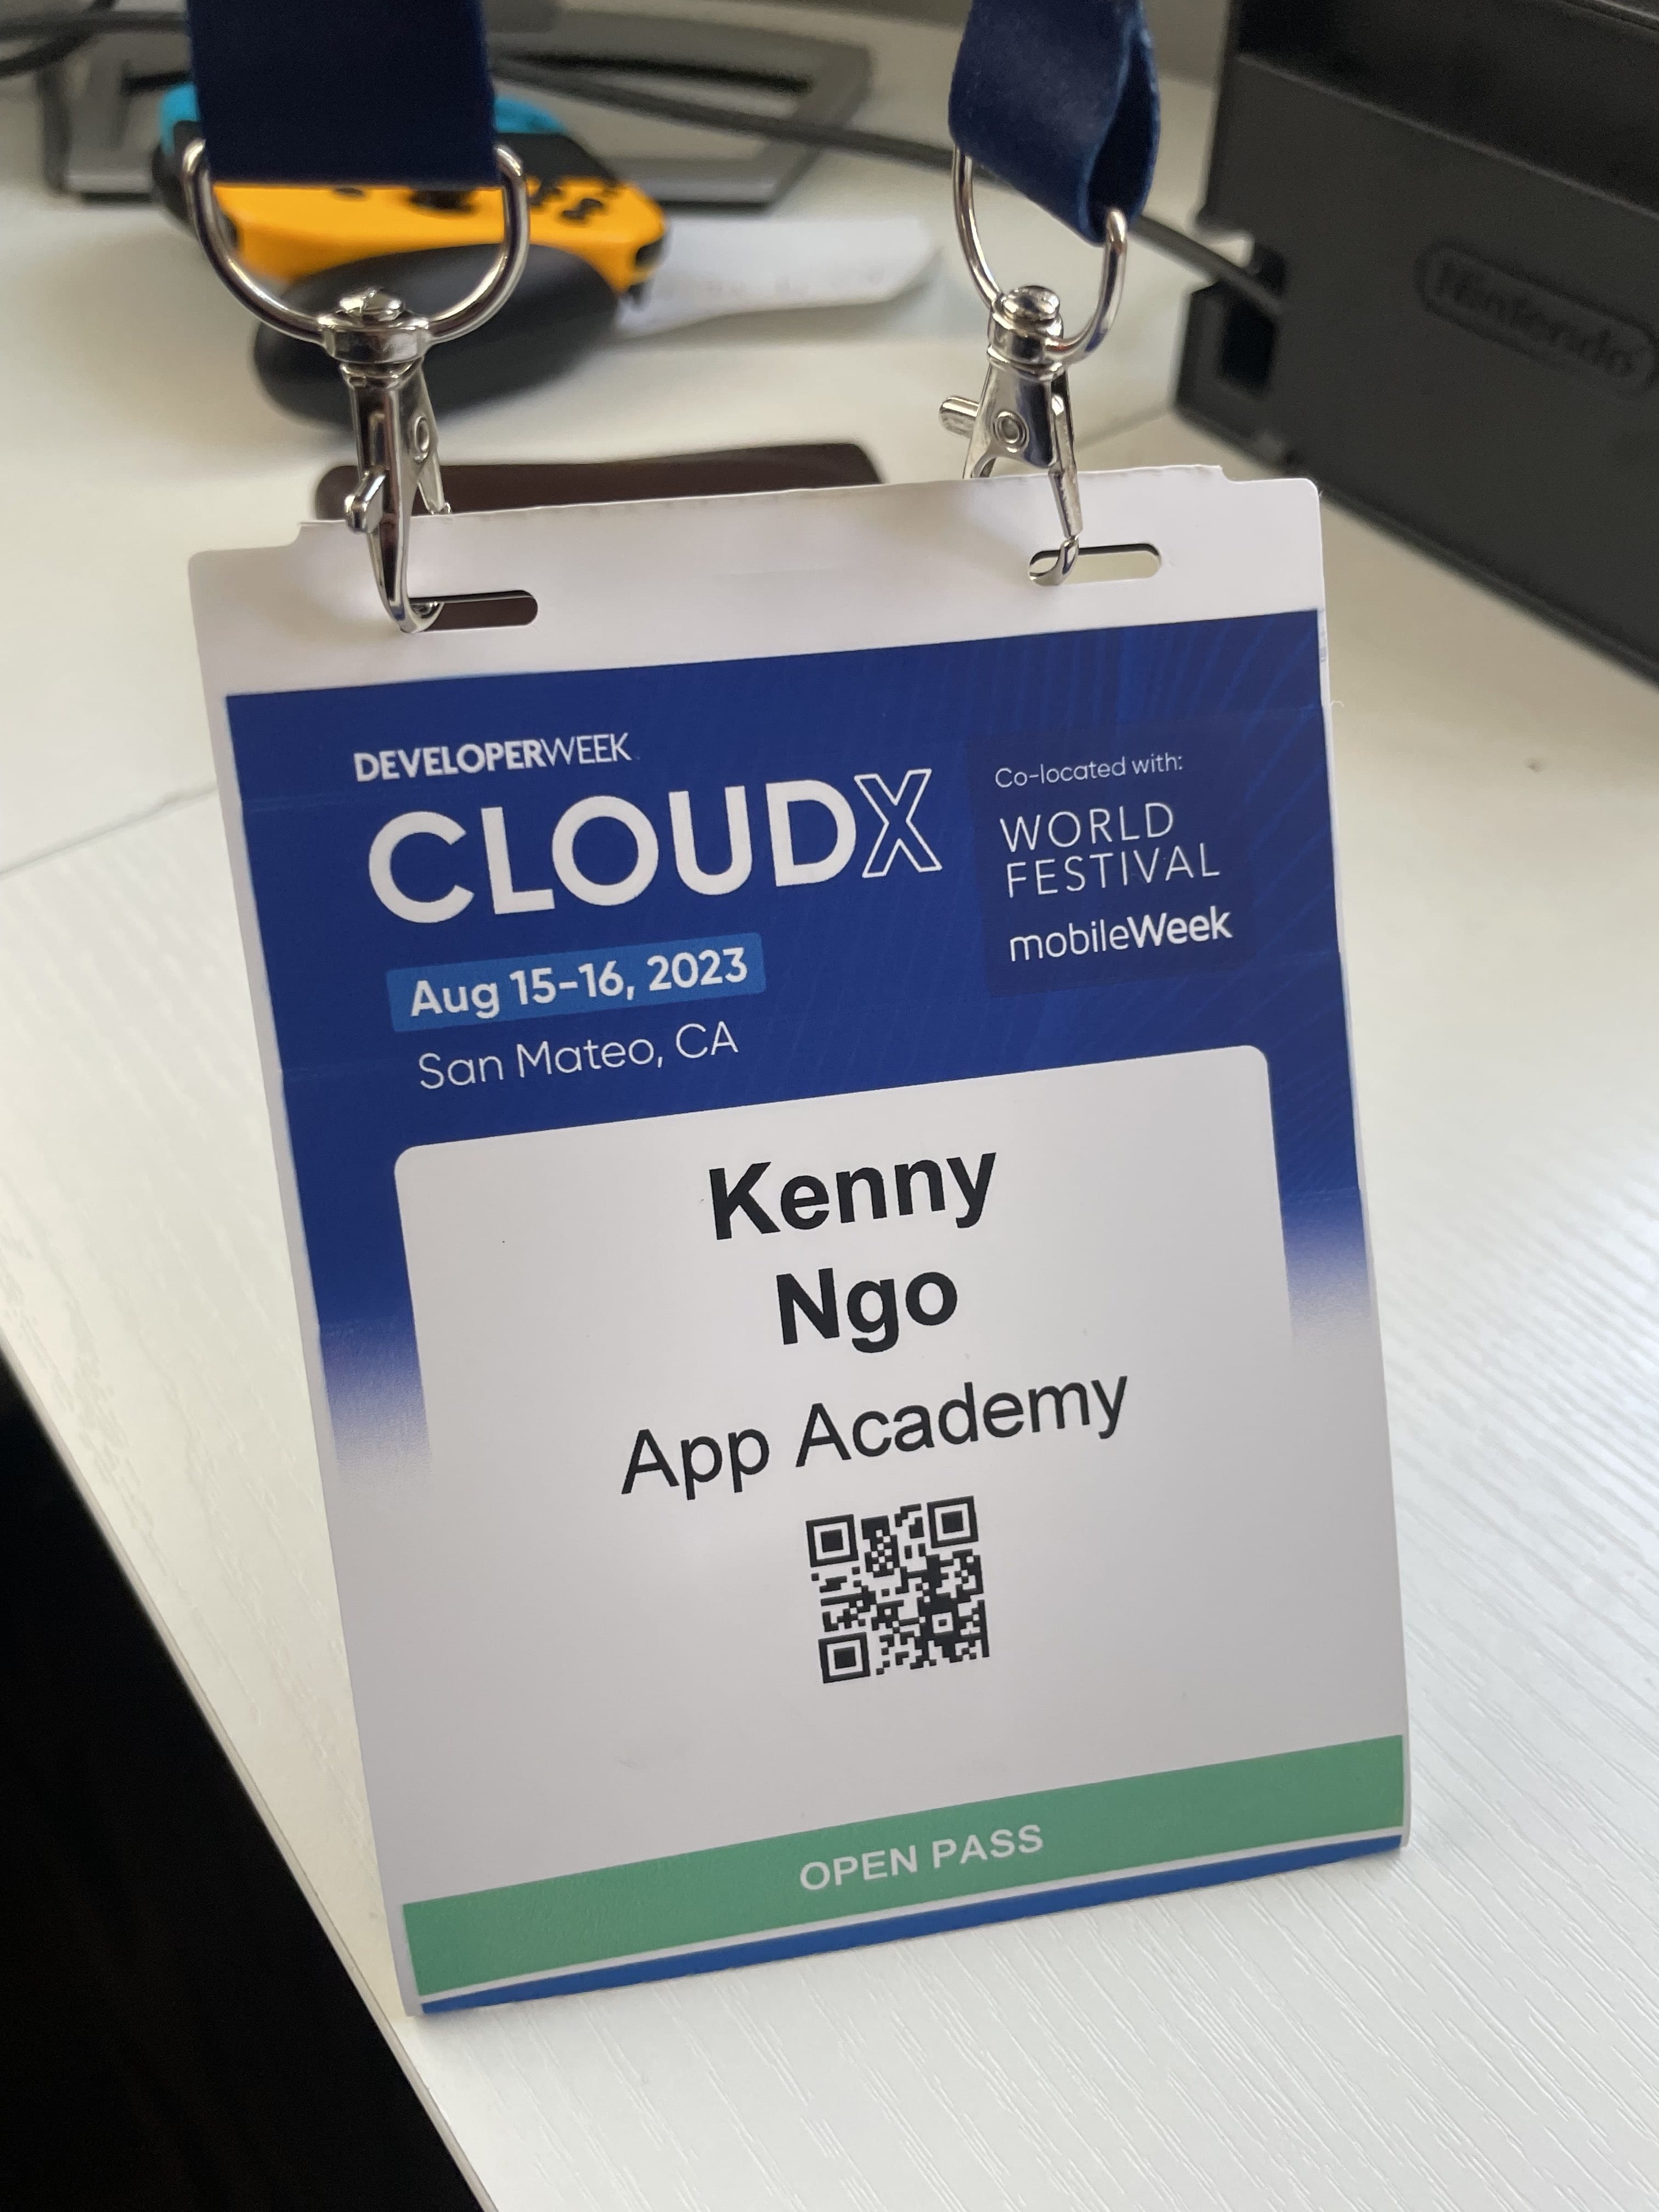 Nintendo
DEVELOPERWEEK
CLOUDX
Aug 15-16, 2023
San Mateo, CA
Co-located with:
WORLD
FESTIVAL
mobileWeek
Kenny
Ngo
App Academy
OPEN PASS